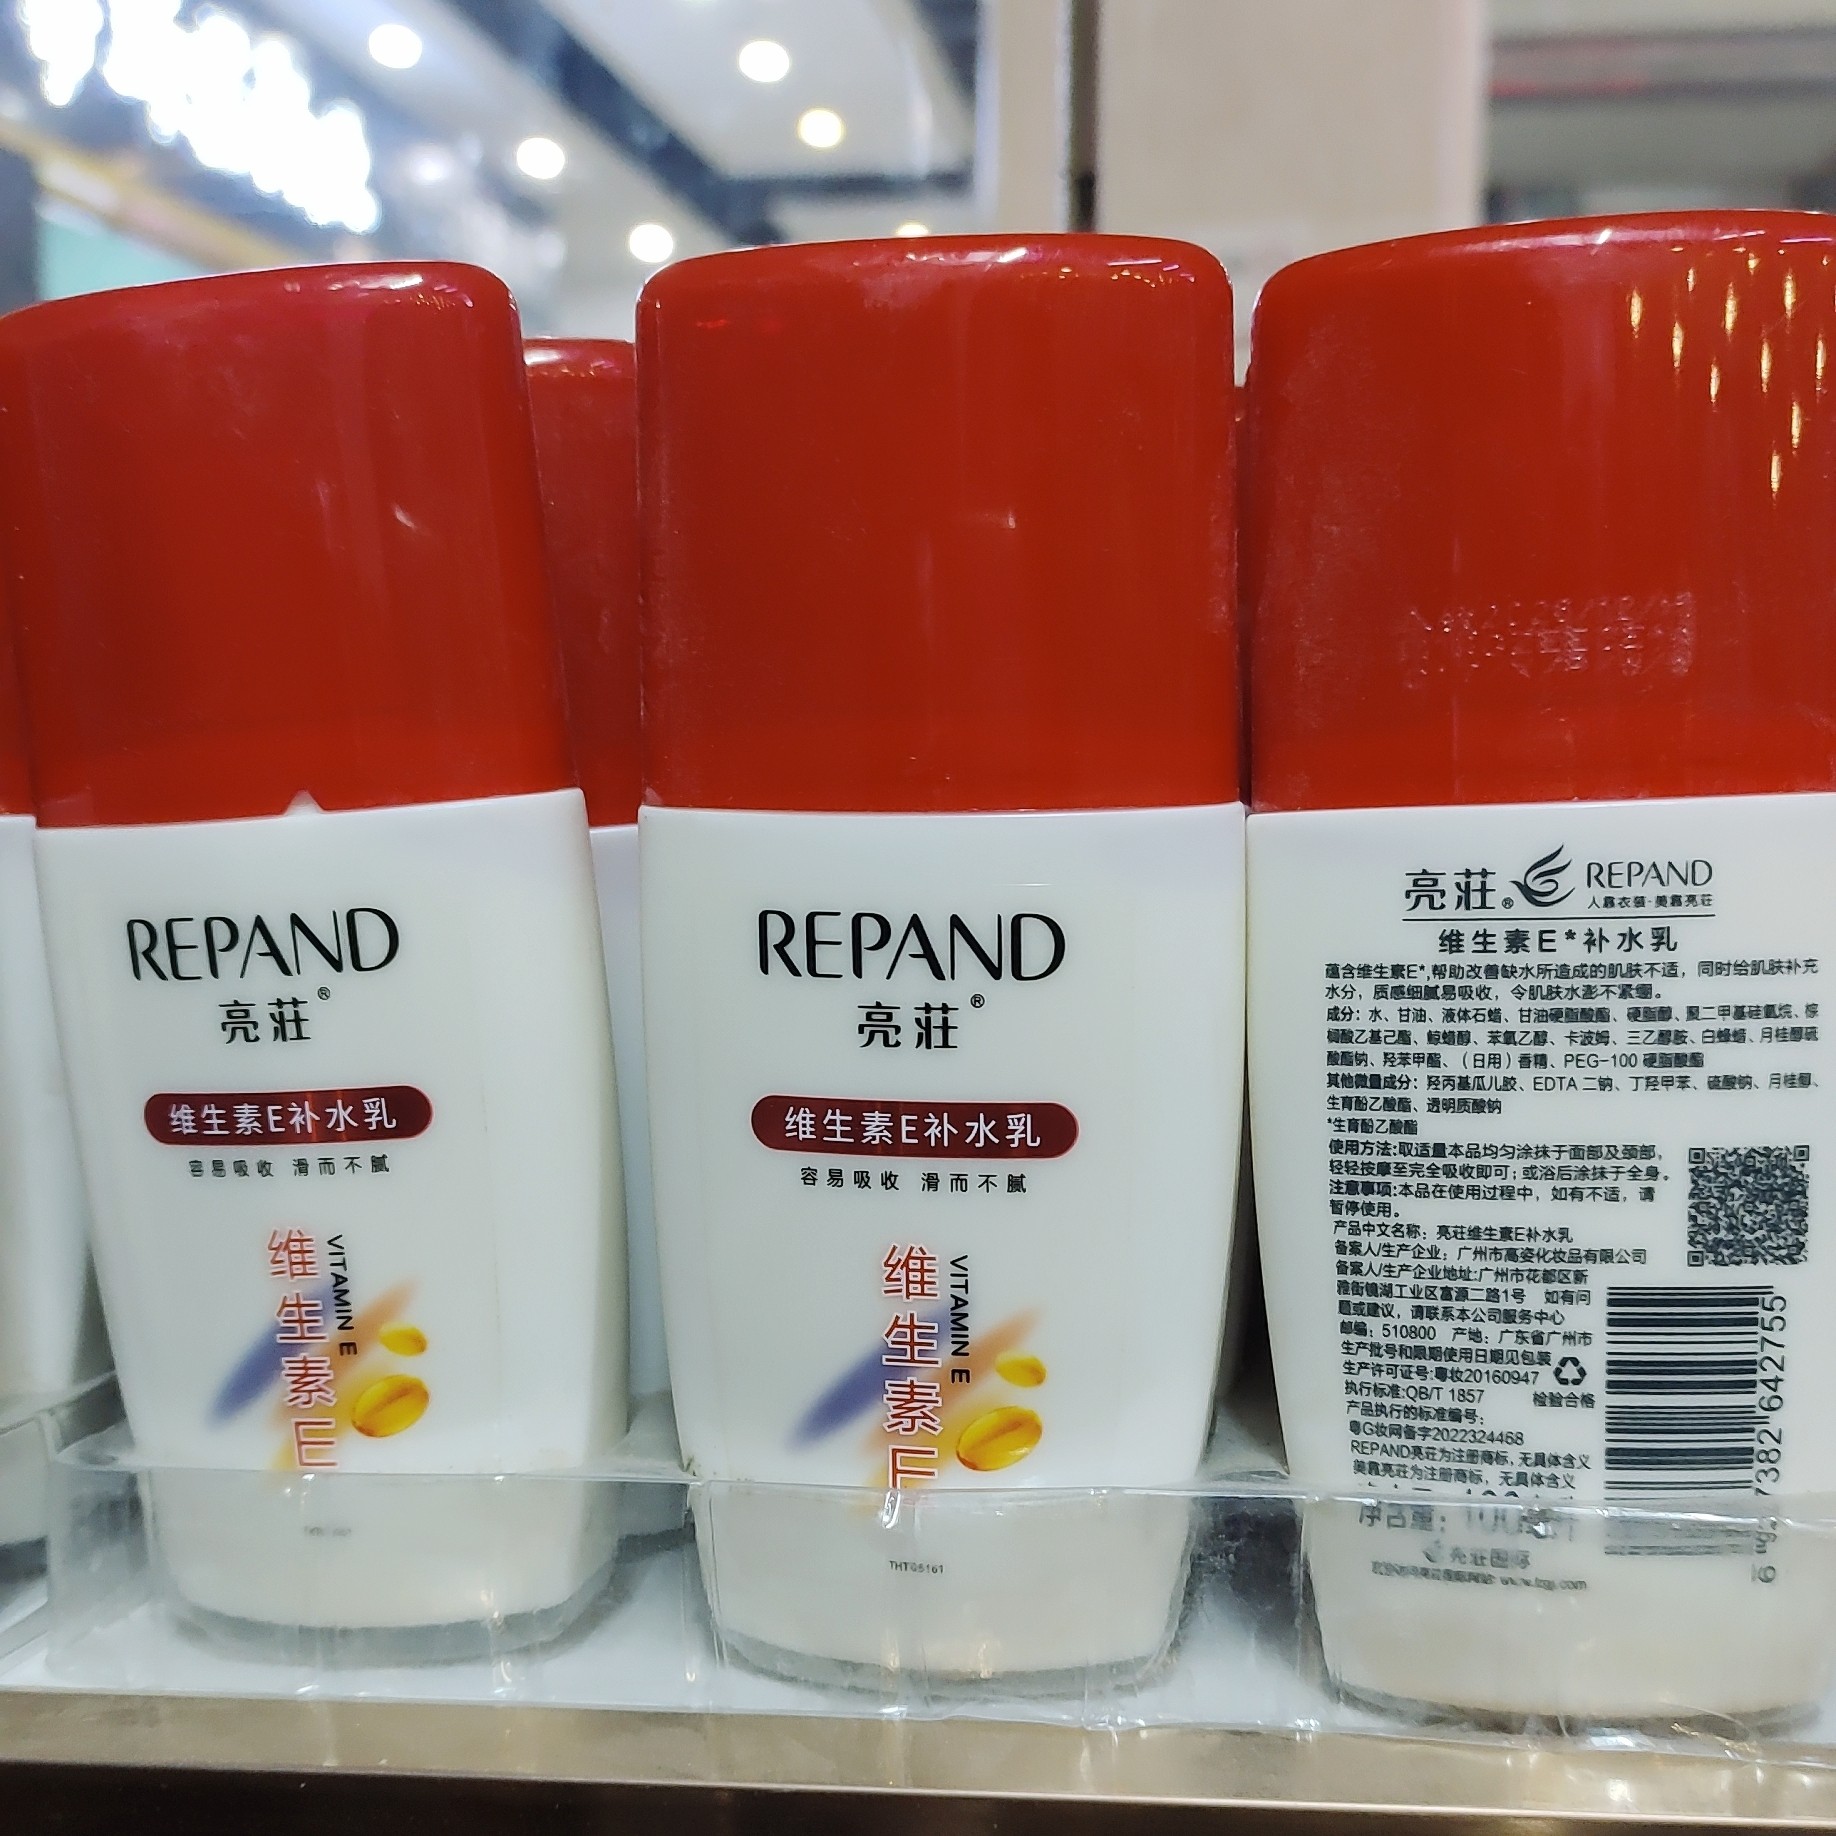 REPAND
亮荘®
维生素E补水乳
容易吸收 滑而不腻
维生素E
VITAMIN E
REPAND
亮荘®
维生素E补水乳
容易吸收 滑而不腻
维生素E
VITAMIN E
THT05161
亮荘® REPAND
人靠衣装·美靠亮荘
维生素E*补水乳
蕴含维生素E*,帮助改善缺水所造成的肌肤不适，同时给肌肤补充
水分，质感细腻易吸收，令肌肤水澎不紧绷。
成分：水、甘油、液体石蜡、甘油硬脂酸酯、硬脂醇、聚二甲基硅氧烷、棕
榈酸乙基己酯、鲸蜡醇、苯氧乙醇、卡波姆、三乙醇胺、白蜂蜡、月桂醇硫
酸酯钠、羟苯甲酯、（日用）香精、PEG-100 硬脂酸酯
其他微量成分：羟丙基瓜儿胶、EDTA 二钠、丁羟甲苯、硫酸钠、月桂醇、
生育酚乙酸酯、透明质酸钠
*生育酚乙酸酯
使用方法:取适量本品均匀涂抹于面部及颈部，
轻轻按摩至完全吸收即可；或浴后涂抹于全身。
注意事项:本品在使用过程中，如有不适，请
暂停使用。
产品中文名称：亮荘维生素E补水乳
备案人/生产企业：广州市高姿化妆品有限公司
备案人/生产企业地址:广州市花都区新
雅街镜湖工业区富源二路1号 如有问
题或建议，请联系本公司服务中心
邮编：510800 产地：广东省广州市
生产批号和限期使用日期见包装
生产许可证号:粤妆20160947
执行标准:QB/T 1857 检验合格
产品执行的标准编号：
粤G妆网备字2022324468
REPAND亮荘为注册商标，无具体含义
美靠亮荘为注册商标，无具体含义
净含量：
亮荘国际